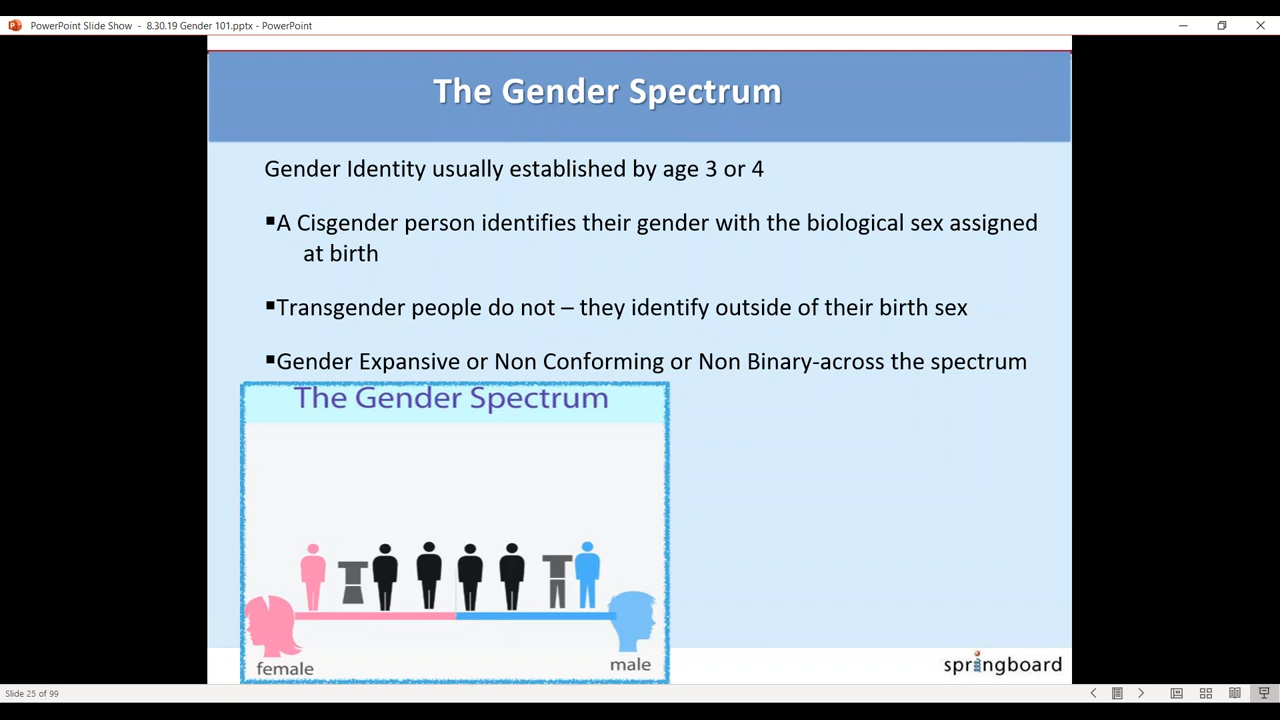 PowerPoint Slide Show - 8.30.19 Gender 101.pptx - PowerPoint
The Gender Spectrum
Gender Identity usually established by age 3 or 4
▪A Cisgender person identifies their gender with the biological sex assigned
at birth
▪Transgender people do not – they identify outside of their birth sex
▪Gender Expansive or Non Conforming or Non Binary-across the spectrum
The Gender Spectrum
female
male
springboard
Slide 25 of 99